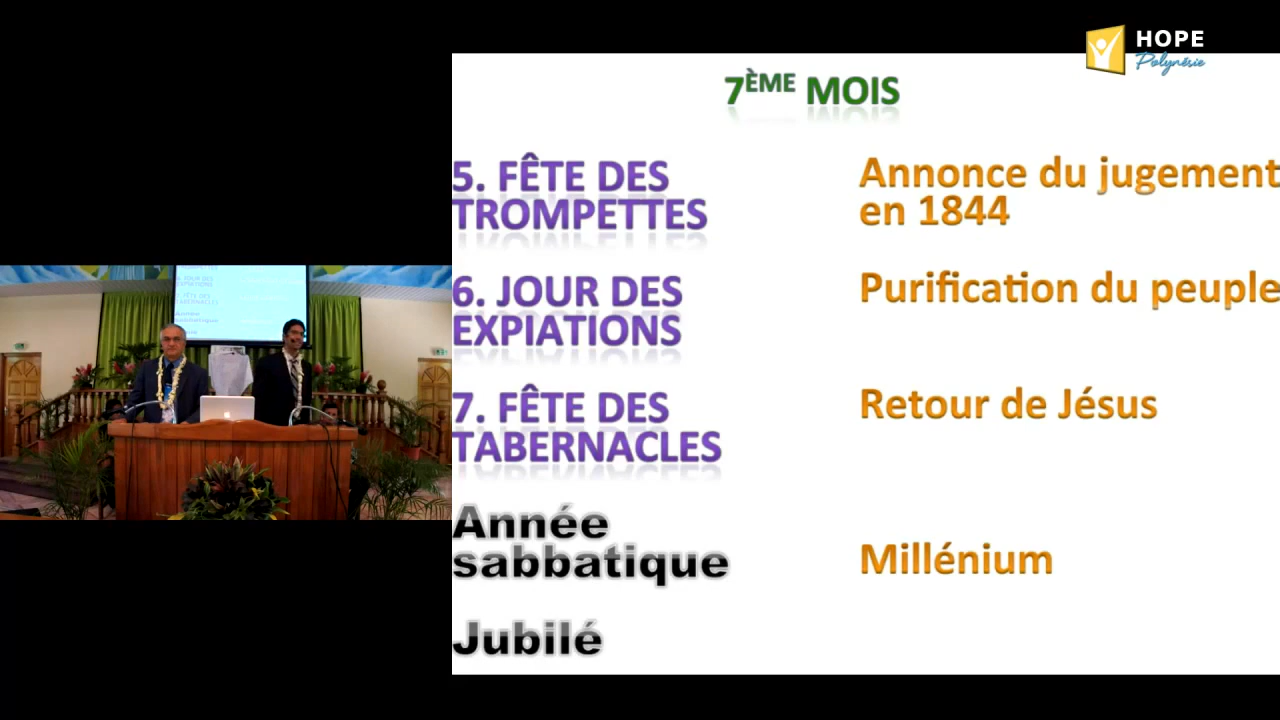 HOPE
Polynésie
7ÈME MOIS
5. FÊTE DES
TROMPETTES
Annonce du jugement
en 1844
6. JOUR DES
EXPIATIONS
Purification du peuple
7. FÊTE DES
TABERNACLES
Retour de Jésus
Année
sabbatique
Millénium
Jubilé